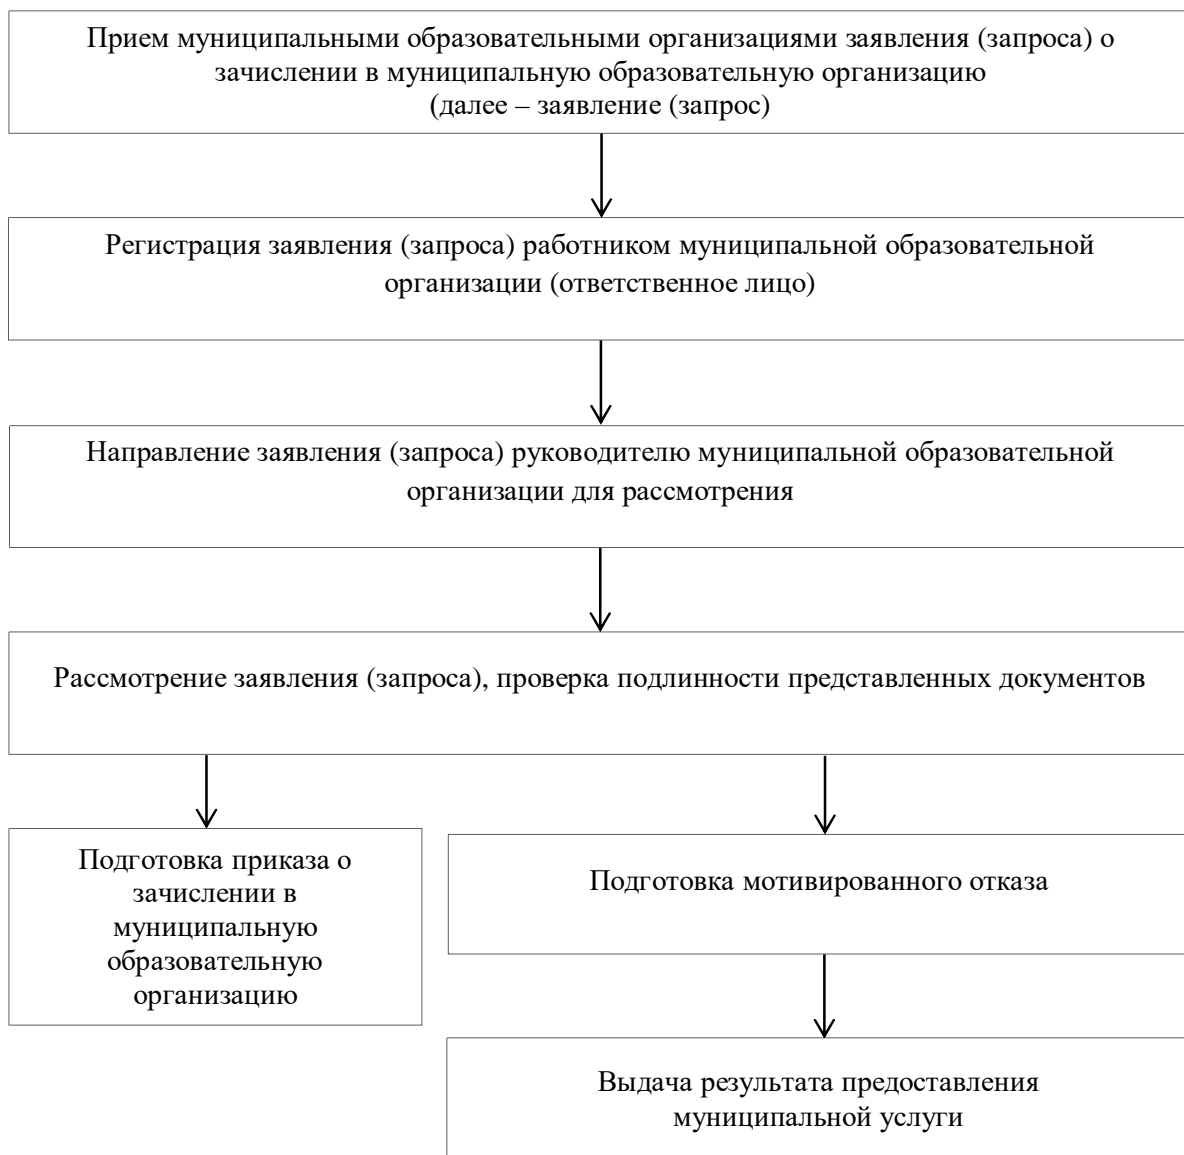 Прием муниципальными образовательными организациями заявления (запроса) о
зачислении в муниципальную образовательную организацию
(далее – заявление (запрос)
Регистрация заявления (запроса) работником муниципальной образовательной
организации (ответственное лицо)
Направление заявления (запроса) руководителю муниципальной образовательной
организации для рассмотрения
Рассмотрение заявления (запроса), проверка подлинности представленных документов
Подготовка приказа о
зачислении в
муниципальную
образовательную
организацию
Подготовка мотивированного отказа
Выдача результата предоставления
муниципальной услуги